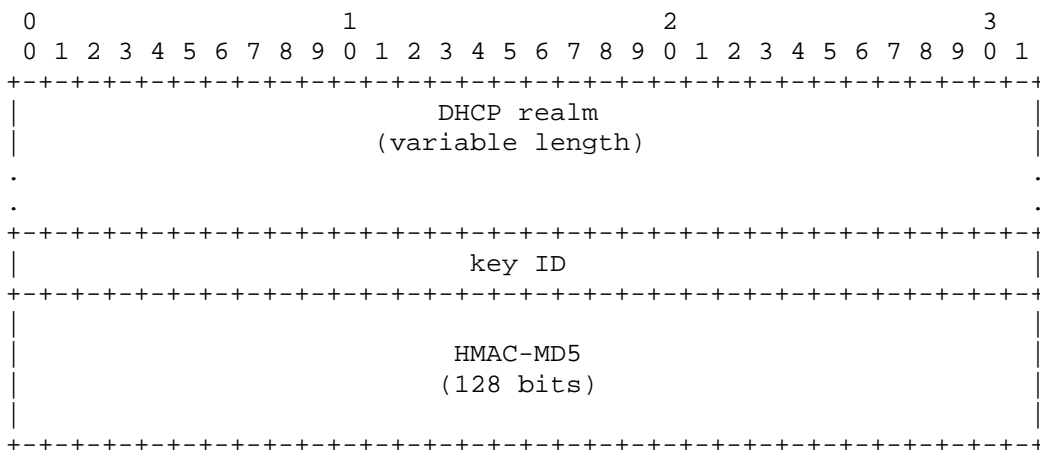 0                   1                   2                   3
 0 1 2 3 4 5 6 7 8 9 0 1 2 3 4 5 6 7 8 9 0 1 2 3 4 5 6 7 8 9 0 1
+-+-+-+-+-+-+-+-+-+-+-+-+-+-+-+-+-+-+-+-+-+-+-+-+-+-+-+-+-+-+-+-+
|                          DHCP realm                           |
|                      (variable length)                        |
.                                                               .
.                                                               .
+-+-+-+-+-+-+-+-+-+-+-+-+-+-+-+-+-+-+-+-+-+-+-+-+-+-+-+-+-+-+-+-+
|                            key ID                             |
+-+-+-+-+-+-+-+-+-+-+-+-+-+-+-+-+-+-+-+-+-+-+-+-+-+-+-+-+-+-+-+-+
|                                                               |
|                           HMAC-MD5                            |
|                          (128 bits)                           |
|                                                               |
+-+-+-+-+-+-+-+-+-+-+-+-+-+-+-+-+-+-+-+-+-+-+-+-+-+-+-+-+-+-+-+-+